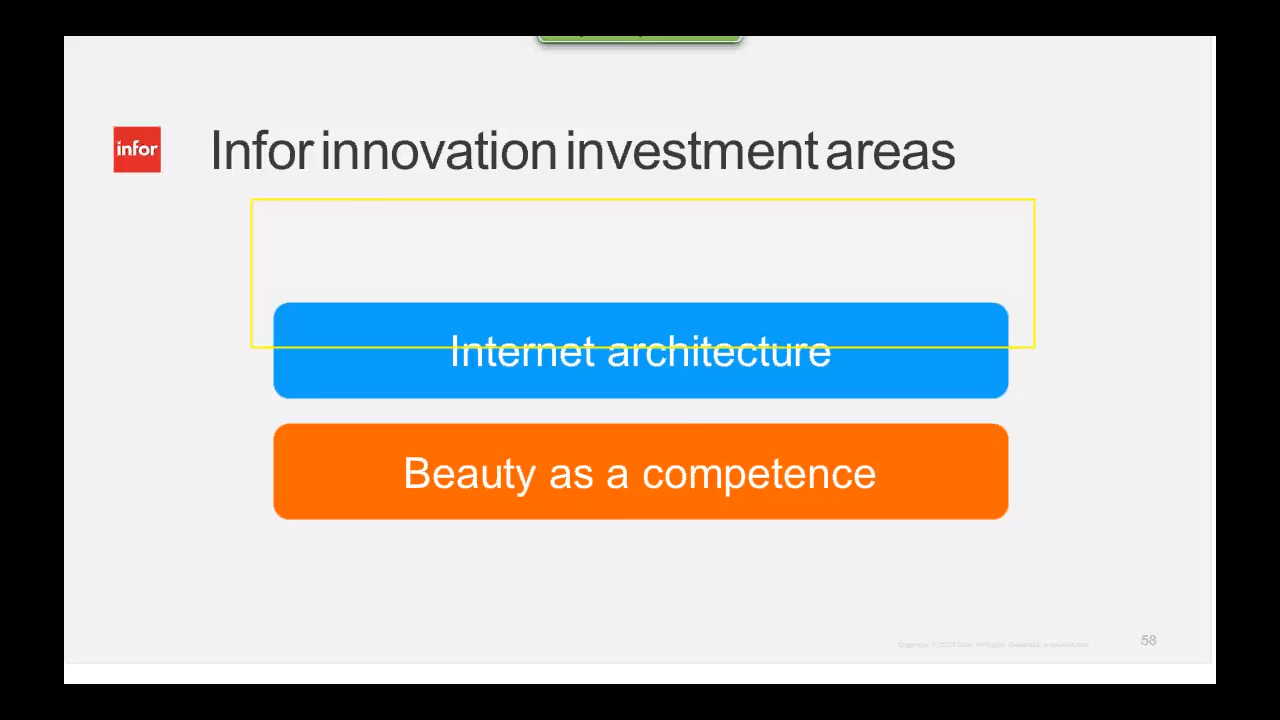 infor
Infor innovation investment areas
Internet architecture
Beauty as a competence
58